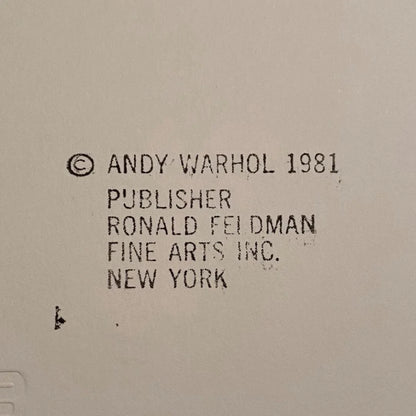 © ANDY WARHOL 1981
PUBLISHER
RONALD FELDMAN
FINE ARTS INC.
NEW YORK